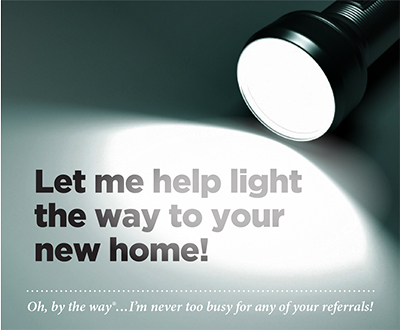 Let me help light
the way to your
new home!
Oh, by the way®...I'm never too busy for any of your referrals!